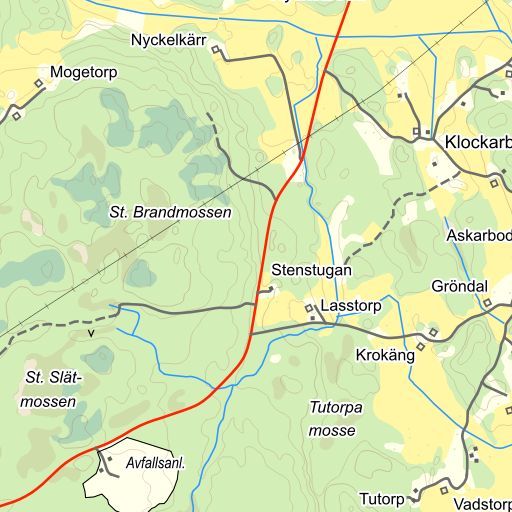 Nyckelkärr
Mogetorp
Klockarb
St. Brandmossen
Askarbod
Stenstugan
Gröndal
Lasstorp
Krokäng
St. Slät-
mossen
Tutorpa
mosse
Avfallsanl.
Tutorp
Vadstorp